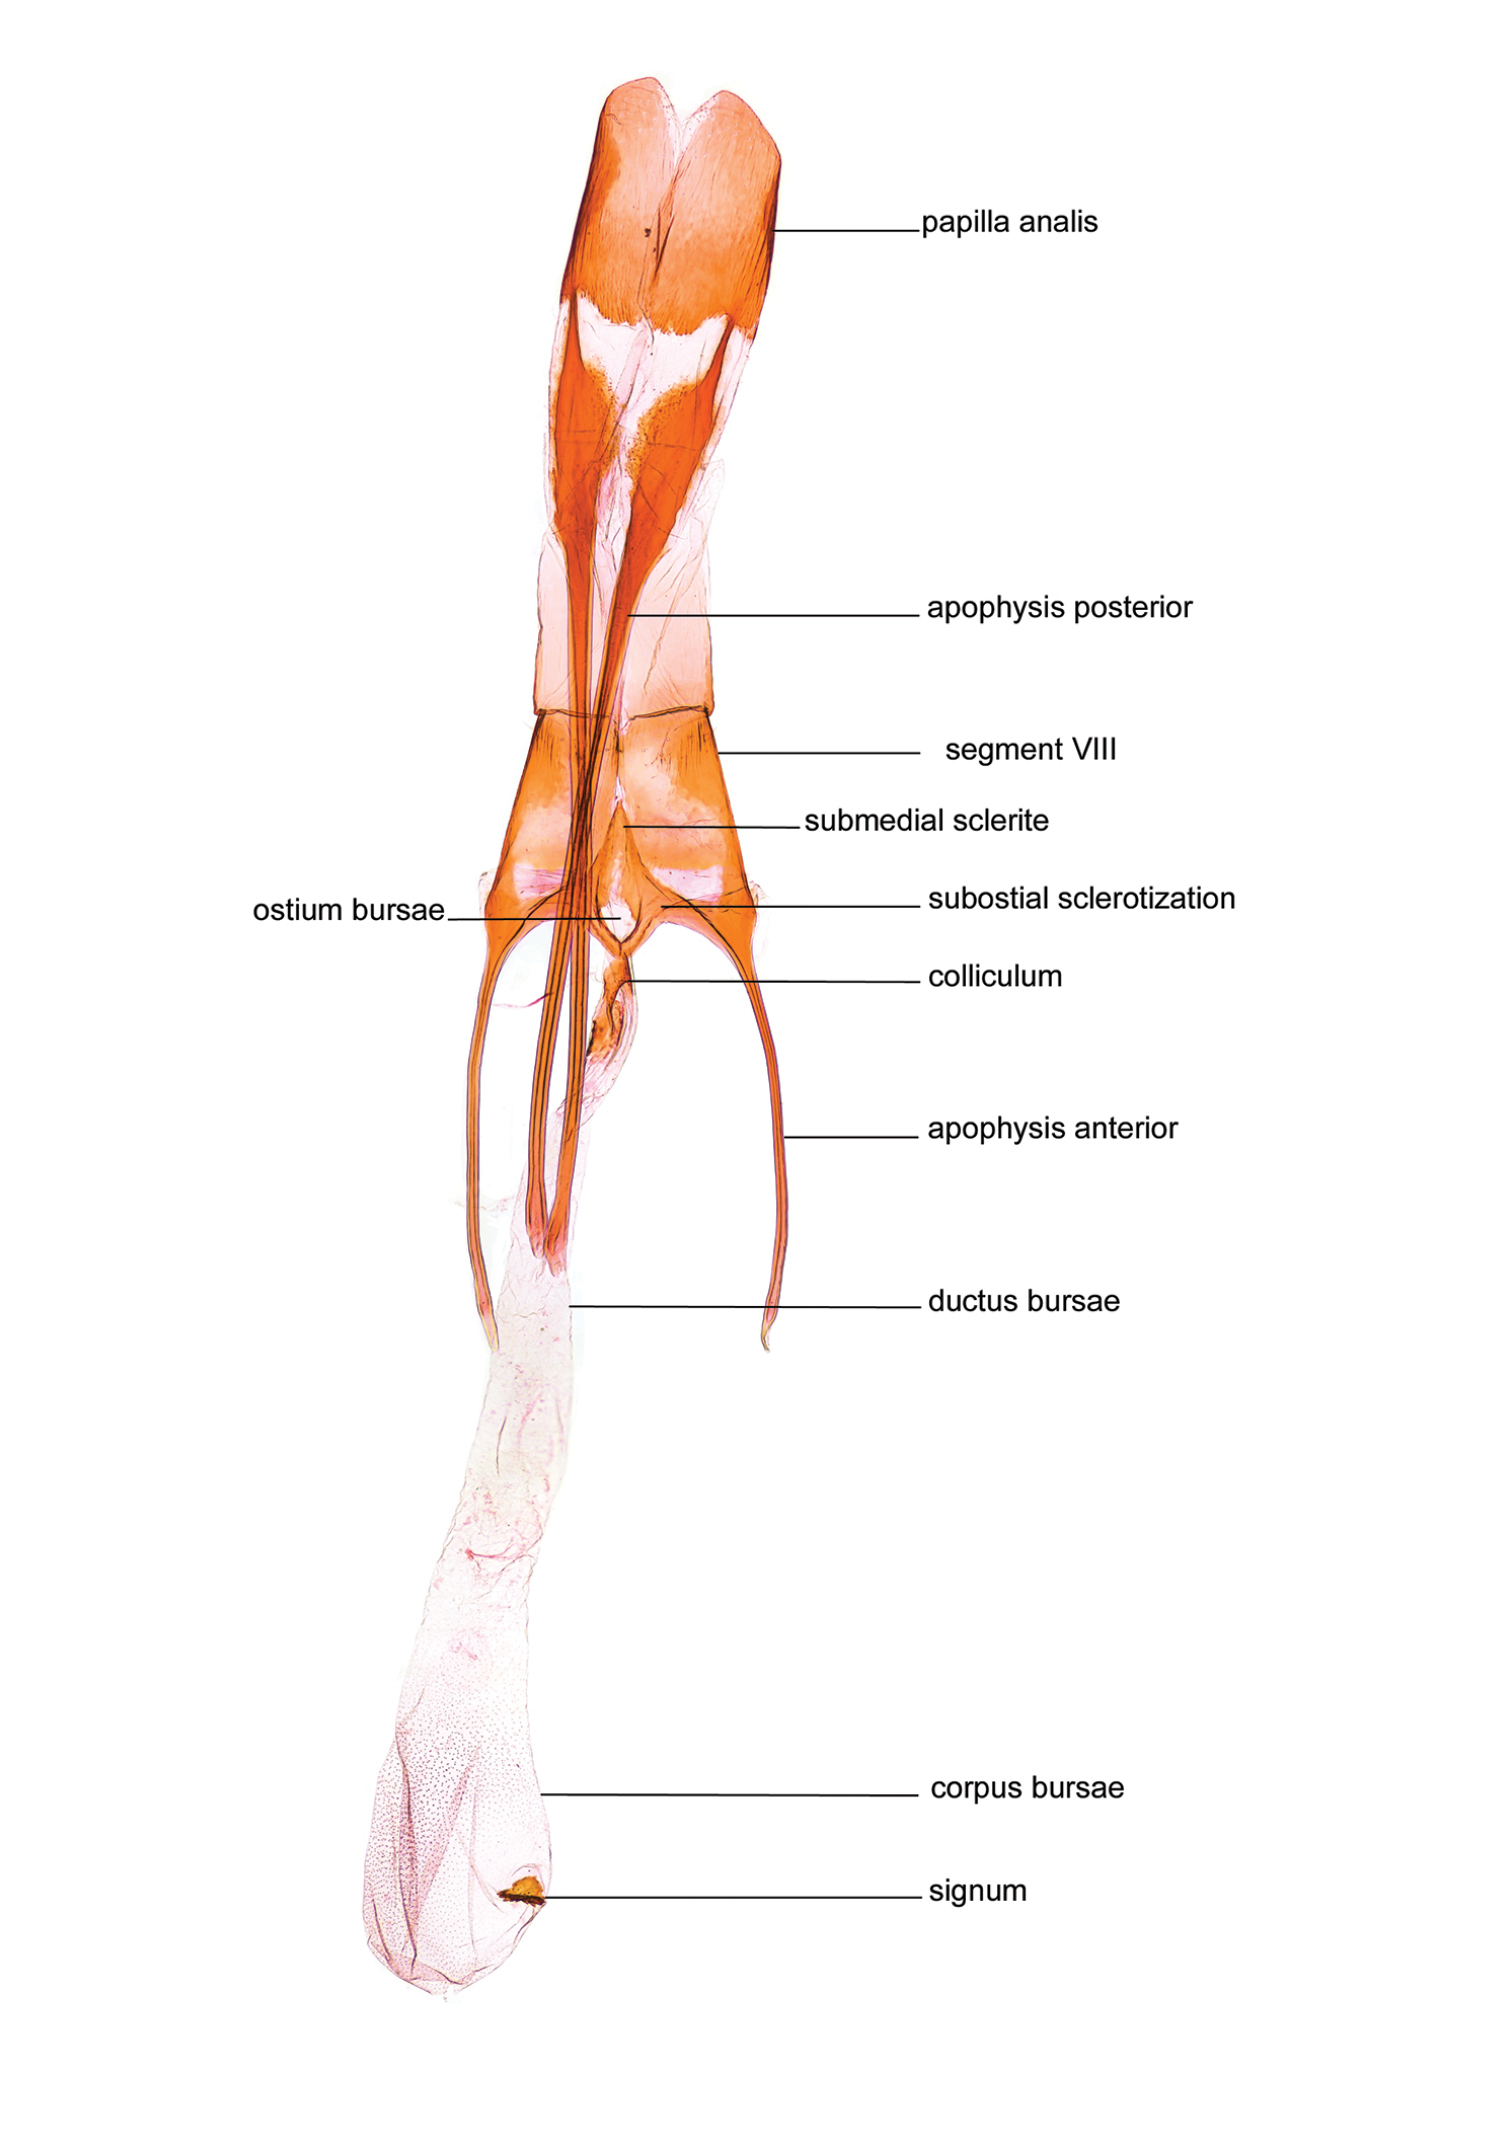 papilla analis
apophysis posterior
segment VIII
submedial sclerite
subostial sclerotization
ostium bursae
colliculum
apophysis anterior
ductus bursae
corpus bursae
signum